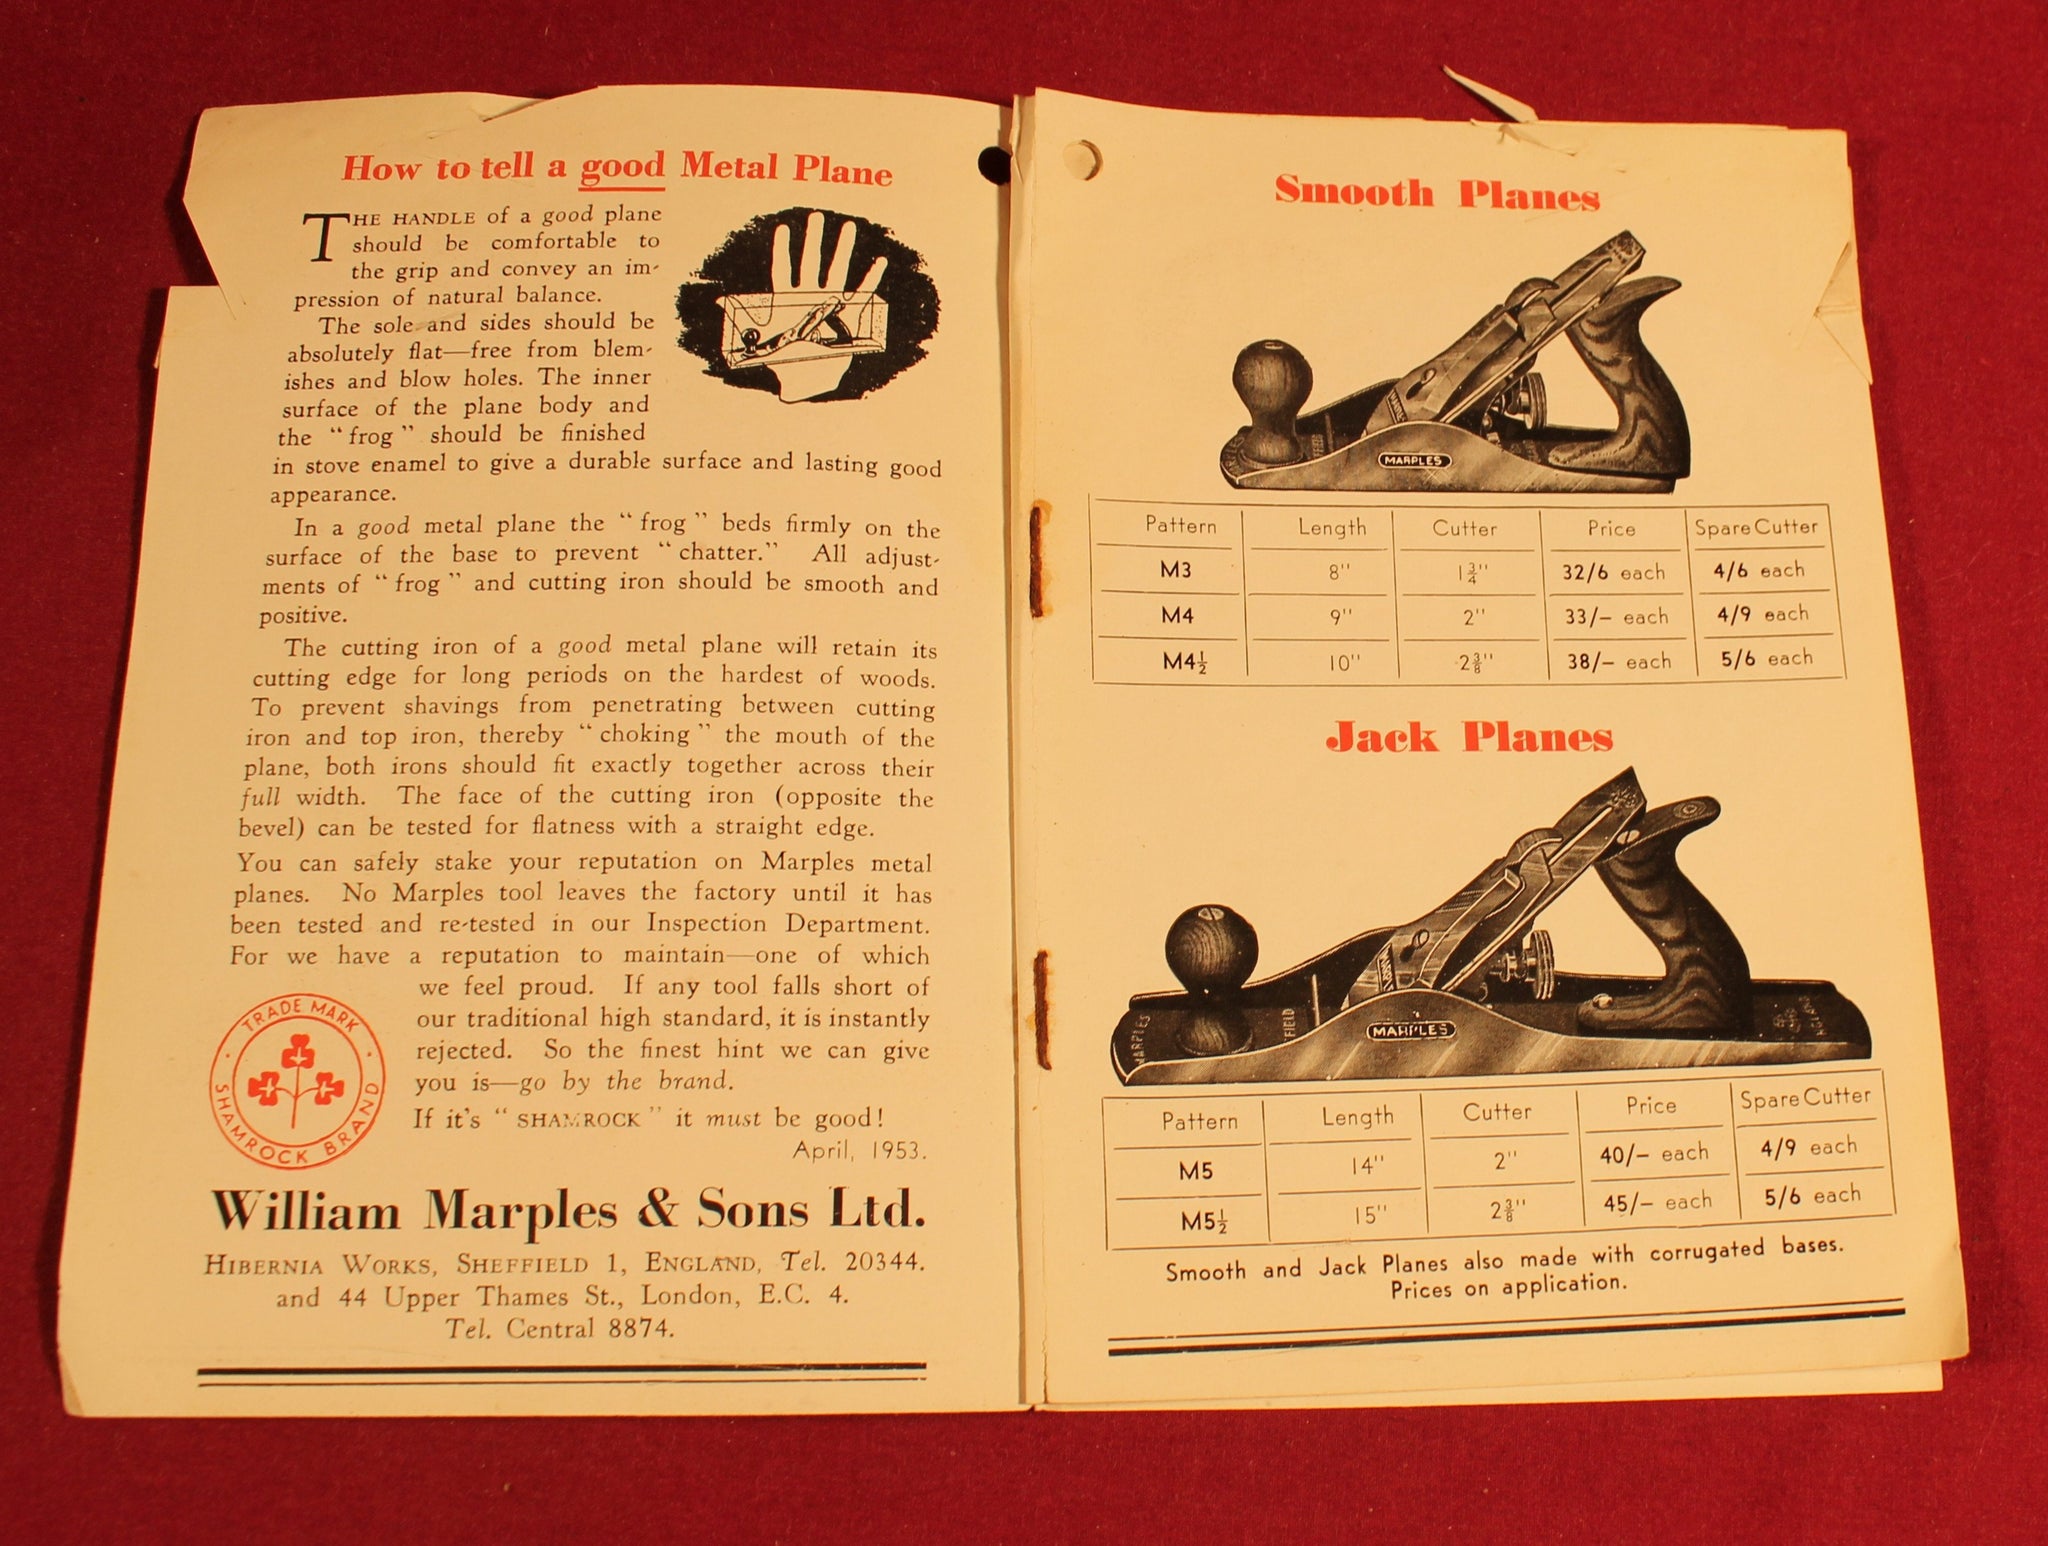 How to tell a good Metal Plane
THE HANDLE of a good plane
should be comfortable to
the grip and convey an im-
pression of natural balance.
The sole and sides should be
absolutely flat—free from blem-
ishes and blow holes. The inner
surface of the plane body and
the "frog" should be finished
in stove enamel to give a durable surface and lasting good
appearance.
In a good metal plane the "frog" beds firmly on the
surface of the base to prevent "chatter." All adjust-
ments of "frog" and cutting iron should be smooth and
positive.
The cutting iron of a good metal plane will retain its
cutting edge for long periods on the hardest of woods.
To prevent shavings from penetrating between cutting
iron and top iron, thereby "choking" the mouth of the
plane, both irons should fit exactly together across their
full width. The face of the cutting iron (opposite the
bevel) can be tested for flatness with a straight edge.
You can safely stake your reputation on Marples metal
planes. No Marples tool leaves the factory until it has
been tested and re-tested in our Inspection Department.
For we have a reputation to maintain—one of which
we feel proud. If any tool falls short of
our traditional high standard, it is instantly
rejected. So the finest hint we can give
you is—go by the brand.
If it's "SHAMROCK" it must be good!
April, 1953.
TRADE MARK
SHAMROCK BRAND
William Marples & Sons Ltd.
HIBERNIA WORKS, SHEFFIELD 1, ENGLAND, Tel. 20344.
and 44 Upper Thames St., London, E.C. 4.
Tel. Central 8874.
Smooth Planes
MARPLES
Pattern Length Cutter Price Spare Cutter
M3 8" 1¾" 32/6 each 4/6 each
M4 9" 2" 33/- each 4/9 each
M4½ 10" 2⅜" 38/- each 5/6 each
Jack Planes
MARPLES
MARPLES
ENGLAND
Pattern Length Cutter Price Spare Cutter
M5 14" 2" 40/- each 4/9 each
M5½ 15" 2⅜" 45/- each 5/6 each
Smooth and Jack Planes also made with corrugated bases.
Prices on application.